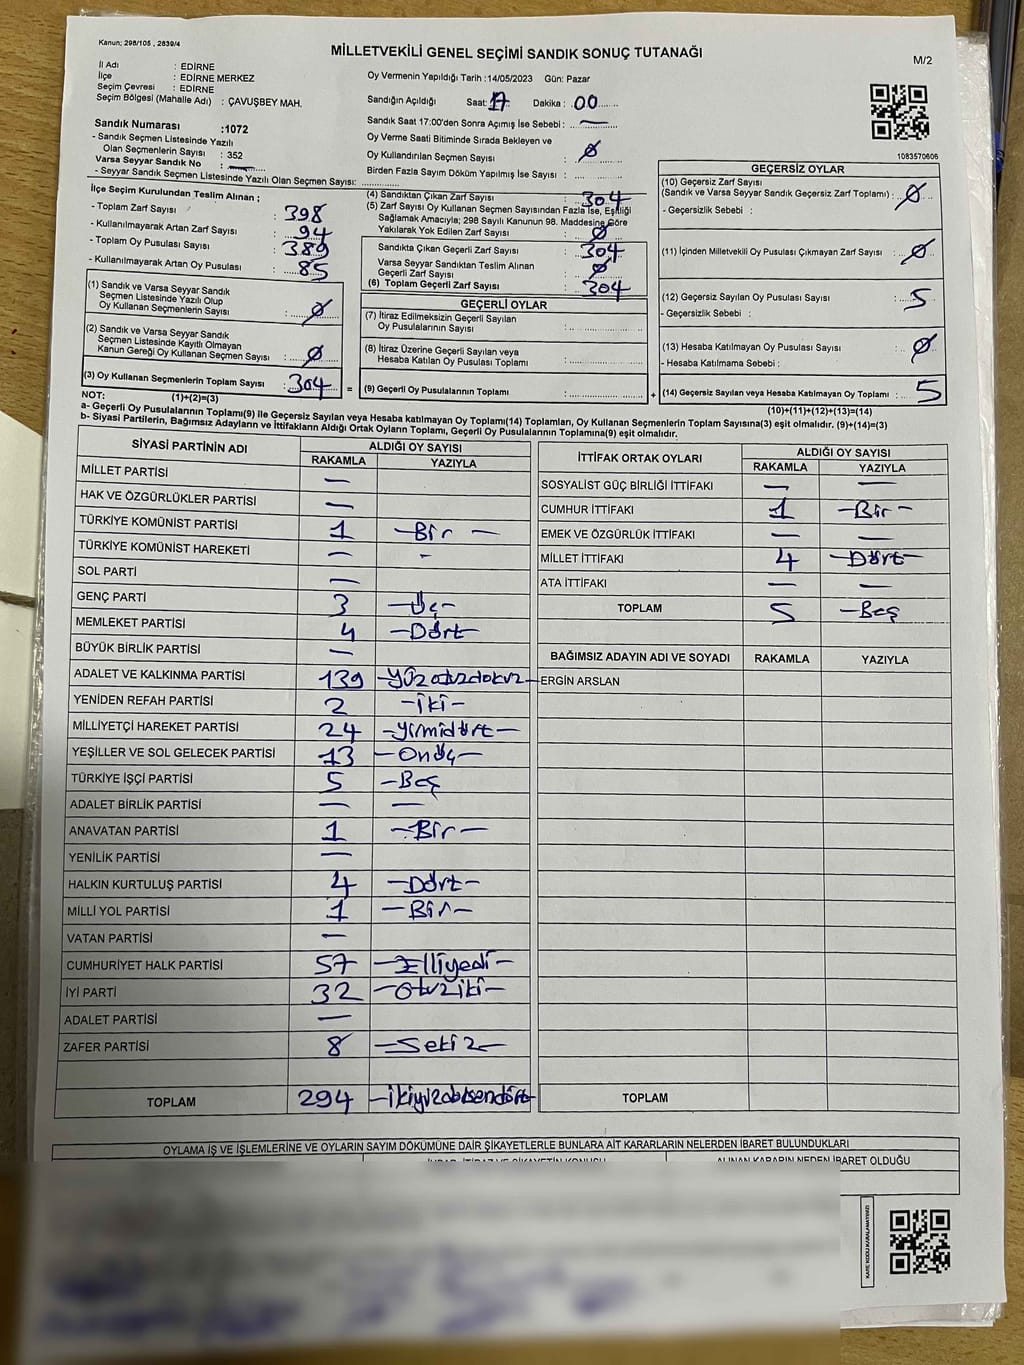 Kanun; 298/105 , 2839/4
MİLLETVEKİLİ GENEL SEÇİMİ SANDIK SONUÇ TUTANAĞI
M/2
İl Adı : EDİRNE
İlçe : EDİRNE MERKEZ
Seçim Çevresi : EDİRNE
Seçim Bölgesi (Mahalle Adı) : ÇAVUŞBEY MAH.
Oy Vermenin Yapıldığı Tarih :14/05/2023 Gün: Pazar
Sandığın Açıldığı Saat: 17 Dakika : 00
Sandık Saat 17:00'den Sonra Açımış İse Sebebi : —
Oy Verme Saati Bitiminde Sırada Bekleyen ve
Oy Kullandırılan Seçmen Sayısı : Ø
Birden Fazla Sayım Döküm Yapılmış İse Sayısı :
1083570606
Sandık Numarası :1072
- Sandık Seçmen Listesinde Yazılı
Olan Seçmenlerin Sayısı : 352
Varsa Seyyar Sandık No : —
- Seyyar Sandık Seçmen Listesinde Yazılı Olan Seçmen Sayısı:
İlçe Seçim Kurulundan Teslim Alınan ;
- Toplam Zarf Sayısı : 398
- Kullanılmayarak Artan Zarf Sayısı : 94
- Toplam Oy Pusulası Sayısı : 389
- Kullanılmayarak Artan Oy Pusulası : 85
(1) Sandık ve Varsa Seyyar Sandık
Seçmen Listesinde Yazılı Olup
Oy Kullanan Seçmenlerin Sayısı : Ø
(2) Sandık ve Varsa Seyyar Sandık
Seçmen Listesinde Kayıtlı Olmayan
Kanun Gereği Oy Kullanan Seçmen Sayısı : Ø
(3) Oy Kullanan Seçmenlerin Toplam Sayısı : 304
(1)+(2)=(3)
(4) Sandıktan Çıkan Zarf Sayısı : 304
(5) Zarf Sayısı Oy Kullanan Seçmen Sayısından Fazla İse, Eşitliği
Sağlamak Amacıyla; 298 Sayılı Kanunun 98. Maddesine Göre
Yakılarak Yok Edilen Zarf Sayısı : Ø
Sandıkta Çıkan Geçerli Zarf Sayısı : 304
Varsa Seyyar Sandıktan Teslim Alınan
Geçerli Zarf Sayısı : Ø
(6) Toplam Geçerli Zarf Sayısı : 304
GEÇERLİ OYLAR
(7) İtiraz Edilmeksizin Geçerli Sayılan
Oy Pusulalarının Sayısı :
(8) İtiraz Üzerine Geçerli Sayılan veya
Hesaba Katılan Oy Pusulası Toplamı :
= (9) Geçerli Oy Pusulalarının Toplamı :
GEÇERSİZ OYLAR
(10) Geçersiz Zarf Sayısı
(Sandık ve Varsa Seyyar Sandık Geçersiz Zarf Toplamı) : Ø
- Geçersizlik Sebebi :
(11) İçinden Milletvekili Oy Pusulası Çıkmayan Zarf Sayısı : Ø
(12) Geçersiz Sayılan Oy Pusulası Sayısı : 5
- Geçersizlik Sebebi :
(13) Hesaba Katılmayan Oy Pusulası Sayısı : Ø
- Hesaba Katılmama Sebebi :
+ (14) Geçersiz Sayılan veya Hesaba Katılmayan Oy Toplamı : 5
(10)+(11)+(12)+(13)=(14)
NOT:
a- Geçerli Oy Pusulalarının Toplamı(9) ile Geçersiz Sayılan veya Hesaba katılmayan Oy Toplamı(14) Toplamları, Oy Kullanan Seçmenlerin Toplam Sayısına(3) eşit olmalıdır. (9)+(14)=(3)
b- Siyasi Partilerin, Bağımsız Adayların ve İttifakların Aldığı Ortak Oyların Toplamı, Geçerli Oy Pusulalarının Toplamına(9) eşit olmalıdır.
SİYASİ PARTİNİN ADI ALDIĞI OY SAYISI
RAKAMLA YAZIYLA
MİLLET PARTİSİ —
HAK VE ÖZGÜRLÜKLER PARTİSİ —
TÜRKİYE KOMÜNİST PARTİSİ 1 —Bir—
TÜRKİYE KOMÜNİST HAREKETİ — -
SOL PARTİ —
GENÇ PARTİ 3 —Üç—
MEMLEKET PARTİSİ 4 —Dört—
BÜYÜK BİRLİK PARTİSİ —
ADALET VE KALKINMA PARTİSİ 139 —Yüzotuzdokuz—
YENİDEN REFAH PARTİSİ 2 —iki—
MİLLİYETÇİ HAREKET PARTİSİ 24 —Yirmidört—
YEŞİLLER VE SOL GELECEK PARTİSİ 13 —Onüç—
TÜRKİYE İŞÇİ PARTİSİ 5 —Beş
ADALET BİRLİK PARTİSİ — —
ANAVATAN PARTİSİ 1 —Bir—
YENİLİK PARTİSİ —
HALKIN KURTULUŞ PARTİSİ 4 —Dört—
MİLLİ YOL PARTİSİ 1 —Bir—
VATAN PARTİSİ —
CUMHURİYET HALK PARTİSİ 57 —Elliyedi—
İYİ PARTİ 32 —Otuziki—
ADALET PARTİSİ —
ZAFER PARTİSİ 8 —Sekiz—
TOPLAM 294 —ikiyüzdoksandört—
İTTİFAK ORTAK OYLARI ALDIĞI OY SAYISI
RAKAMLA YAZIYLA
SOSYALİST GÜÇ BİRLİĞİ İTTİFAKI — —
CUMHUR İTTİFAKI 1 —Bir—
EMEK VE ÖZGÜRLÜK İTTİFAKI — —
MİLLET İTTİFAKI 4 —Dört—
ATA İTTİFAKI — —
TOPLAM 5 —Beş
BAĞIMSIZ ADAYIN ADI VE SOYADI RAKAMLA YAZIYLA
ERGİN ARSLAN
TOPLAM
OYLAMA İŞ VE İŞLEMLERİNE VE OYLARIN SAYIM DÖKÜMÜNE DAİR ŞİKAYETLERLE BUNLARA AİT KARARLARIN NELERDEN İBARET BULUNDUKLARI
İHBAR, İTİRAZ VE ŞİKAYETİN KONUSU ALINAN KARARIN NEDEN İBARET OLDUĞU
KARE KODU KARALAMAYINIZ!